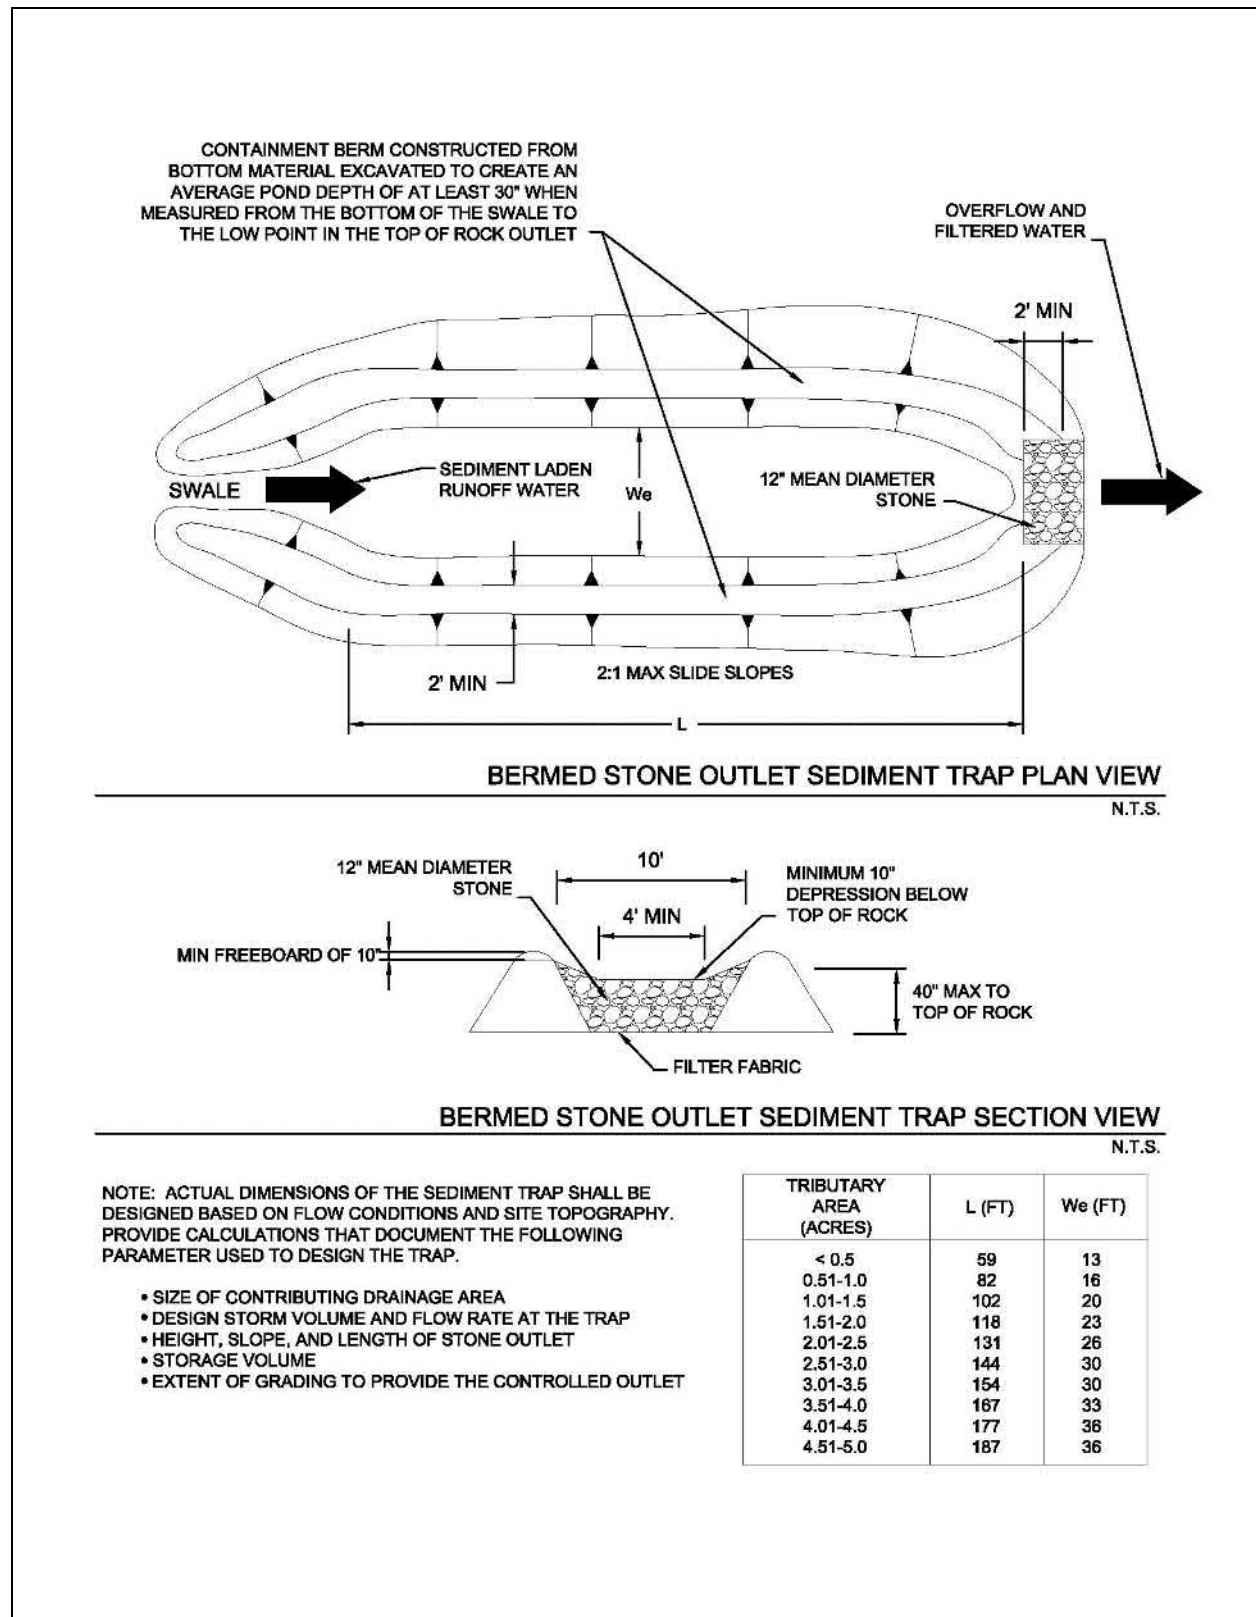 CONTAINMENT BERM CONSTRUCTED FROM
BOTTOM MATERIAL EXCAVATED TO CREATE AN
AVERAGE POND DEPTH OF AT LEAST 30" WHEN
MEASURED FROM THE BOTTOM OF THE SWALE TO
THE LOW POINT IN THE TOP OF ROCK OUTLET
OVERFLOW AND
FILTERED WATER
2' MIN
SEDIMENT LADEN
RUNOFF WATER
SWALE
We
12" MEAN DIAMETER
STONE
2' MIN
2:1 MAX SLIDE SLOPES
L
BERMED STONE OUTLET SEDIMENT TRAP PLAN VIEW
N.T.S.
12" MEAN DIAMETER
STONE
10'
4' MIN
MINIMUM 10"
DEPRESSION BELOW
TOP OF ROCK
MIN FREEBOARD OF 10"
40" MAX TO
TOP OF ROCK
FILTER FABRIC
BERMED STONE OUTLET SEDIMENT TRAP SECTION VIEW
N.T.S.
NOTE: ACTUAL DIMENSIONS OF THE SEDIMENT TRAP SHALL BE
DESIGNED BASED ON FLOW CONDITIONS AND SITE TOPOGRAPHY.
PROVIDE CALCULATIONS THAT DOCUMENT THE FOLLOWING
PARAMETER USED TO DESIGN THE TRAP.
• SIZE OF CONTRIBUTING DRAINAGE AREA
• DESIGN STORM VOLUME AND FLOW RATE AT THE TRAP
• HEIGHT, SLOPE, AND LENGTH OF STONE OUTLET
• STORAGE VOLUME
• EXTENT OF GRADING TO PROVIDE THE CONTROLLED OUTLET
TRIBUTARY
AREA
(ACRES) L (FT) We (FT)
< 0.5 59 13
0.51-1.0 82 16
1.01-1.5 102 20
1.51-2.0 118 23
2.01-2.5 131 26
2.51-3.0 144 30
3.01-3.5 154 30
3.51-4.0 167 33
4.01-4.5 177 36
4.51-5.0 187 36